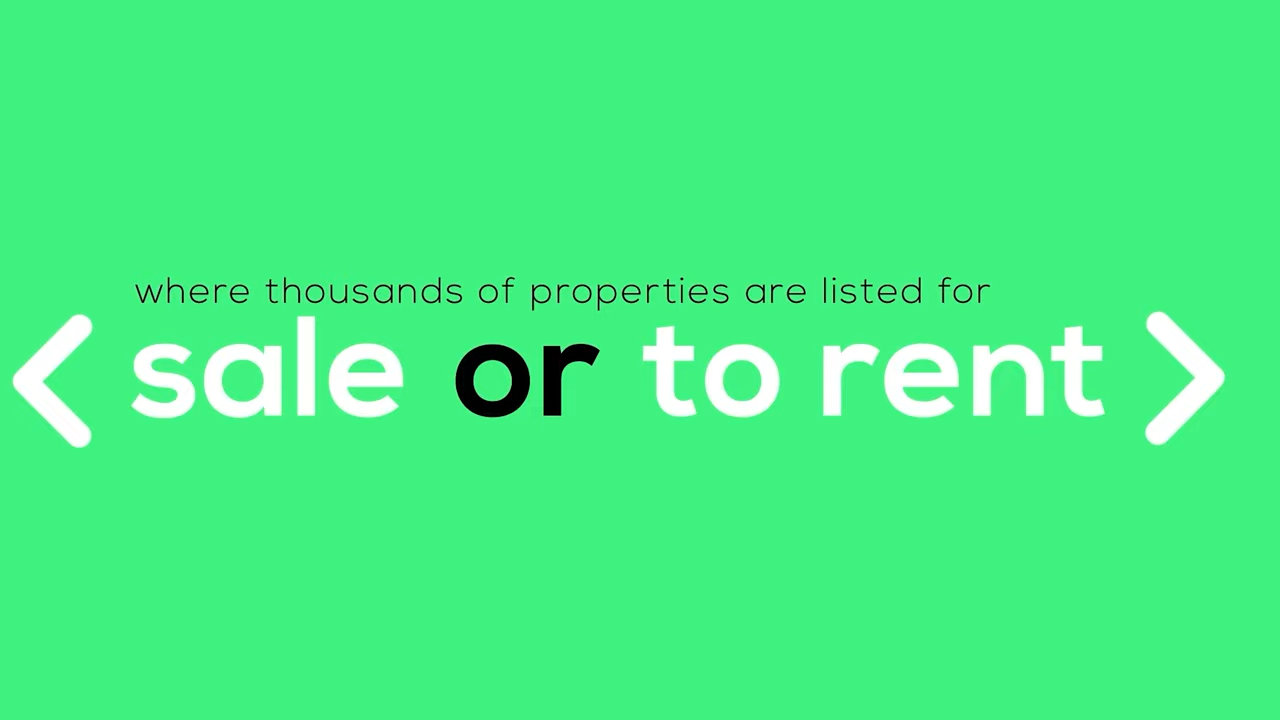 where thousands of properties are listed for
sale or to rent